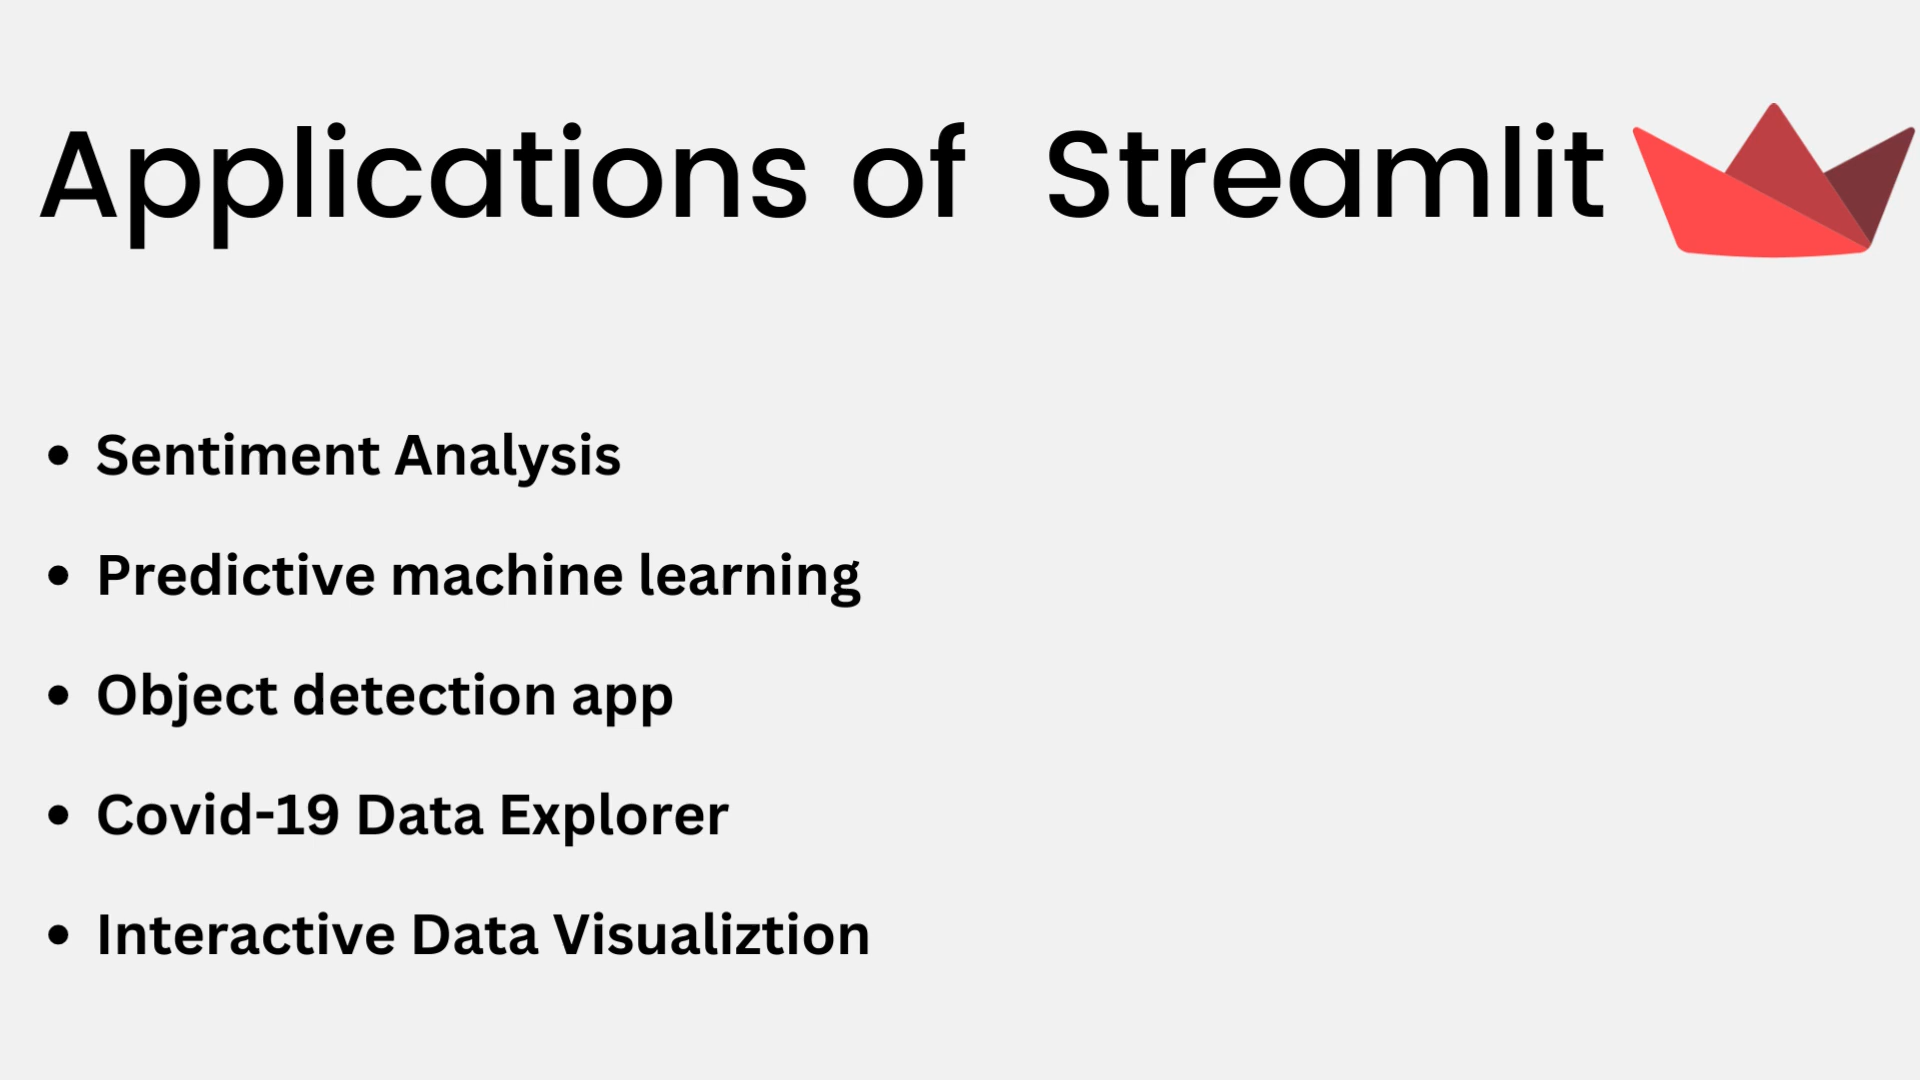 Applications of Streamlit
• Sentiment Analysis
• Predictive machine learning
• Object detection app
• Covid-19 Data Explorer
• Interactive Data Visualiztion